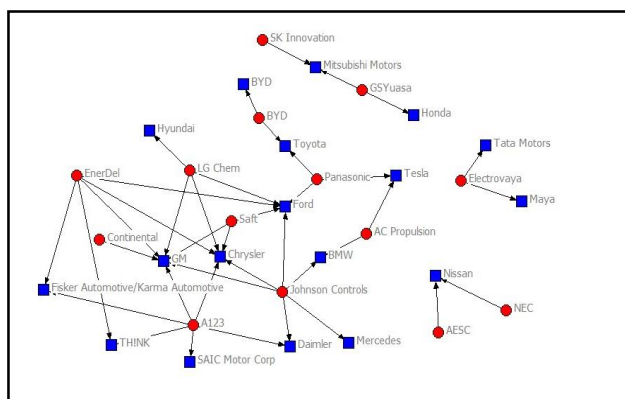 SK Innovation
Mitsubishi Motors
BYD
GSYuasa
BYD
Honda
Hyundai
Toyota
Tata Motors
LG Chem
EnerDel
Panasonic
Tesla
Electrovaya
Ford
Maya
Saft
Continental
AC Propulsion
GM
Chrysler
BMW
Nissan
Fisker Automotive/Karma Automotive
Johnson Controls
NEC
A123
AESC
THINK
Daimler
Mercedes
SAIC Motor Corp